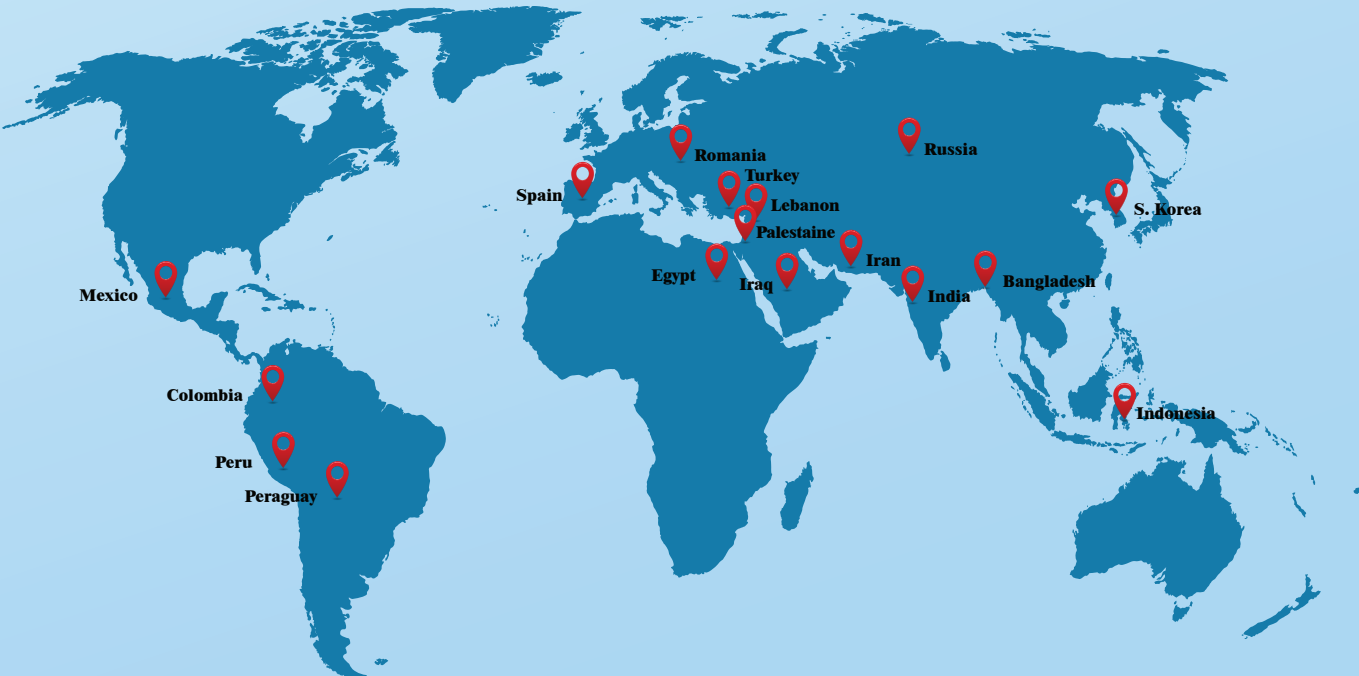 Russia
Romania
Turkey
Spain
Lebanon
S. Korea
Palestaine
Iran
Egypt
Iraq
Bangladesh
Mexico
India
Colombia
Indonesia
Peru
Peraguay